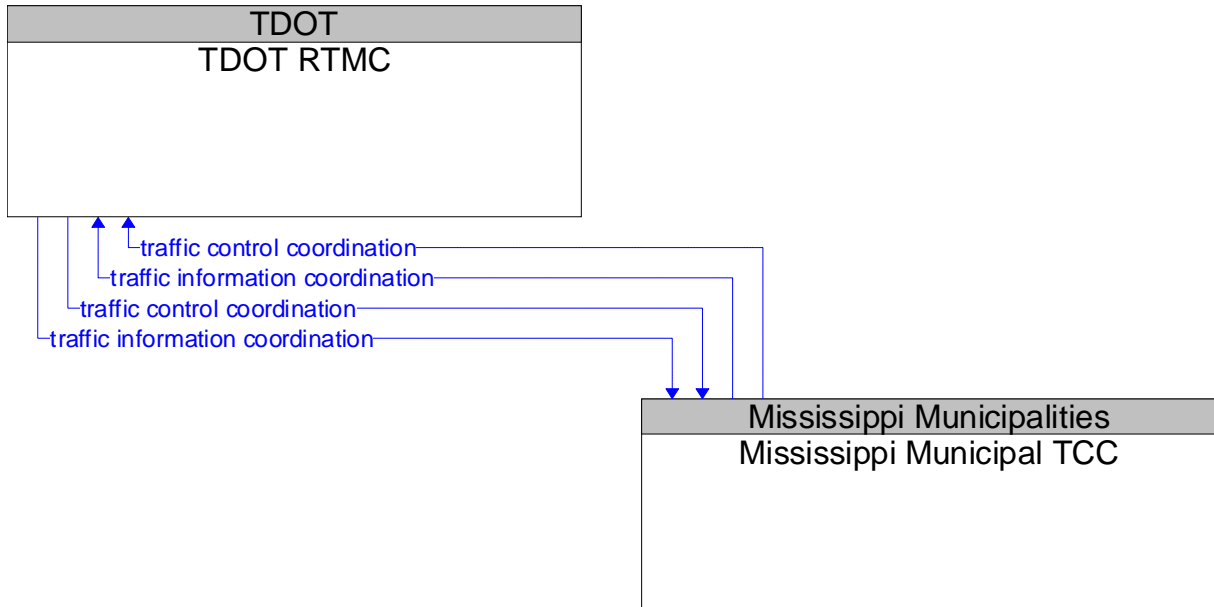 TDOT
TDOT RTMC
traffic control coordination
traffic information coordination
traffic control coordination
traffic information coordination
Mississippi Municipalities
Mississippi Municipal TCC